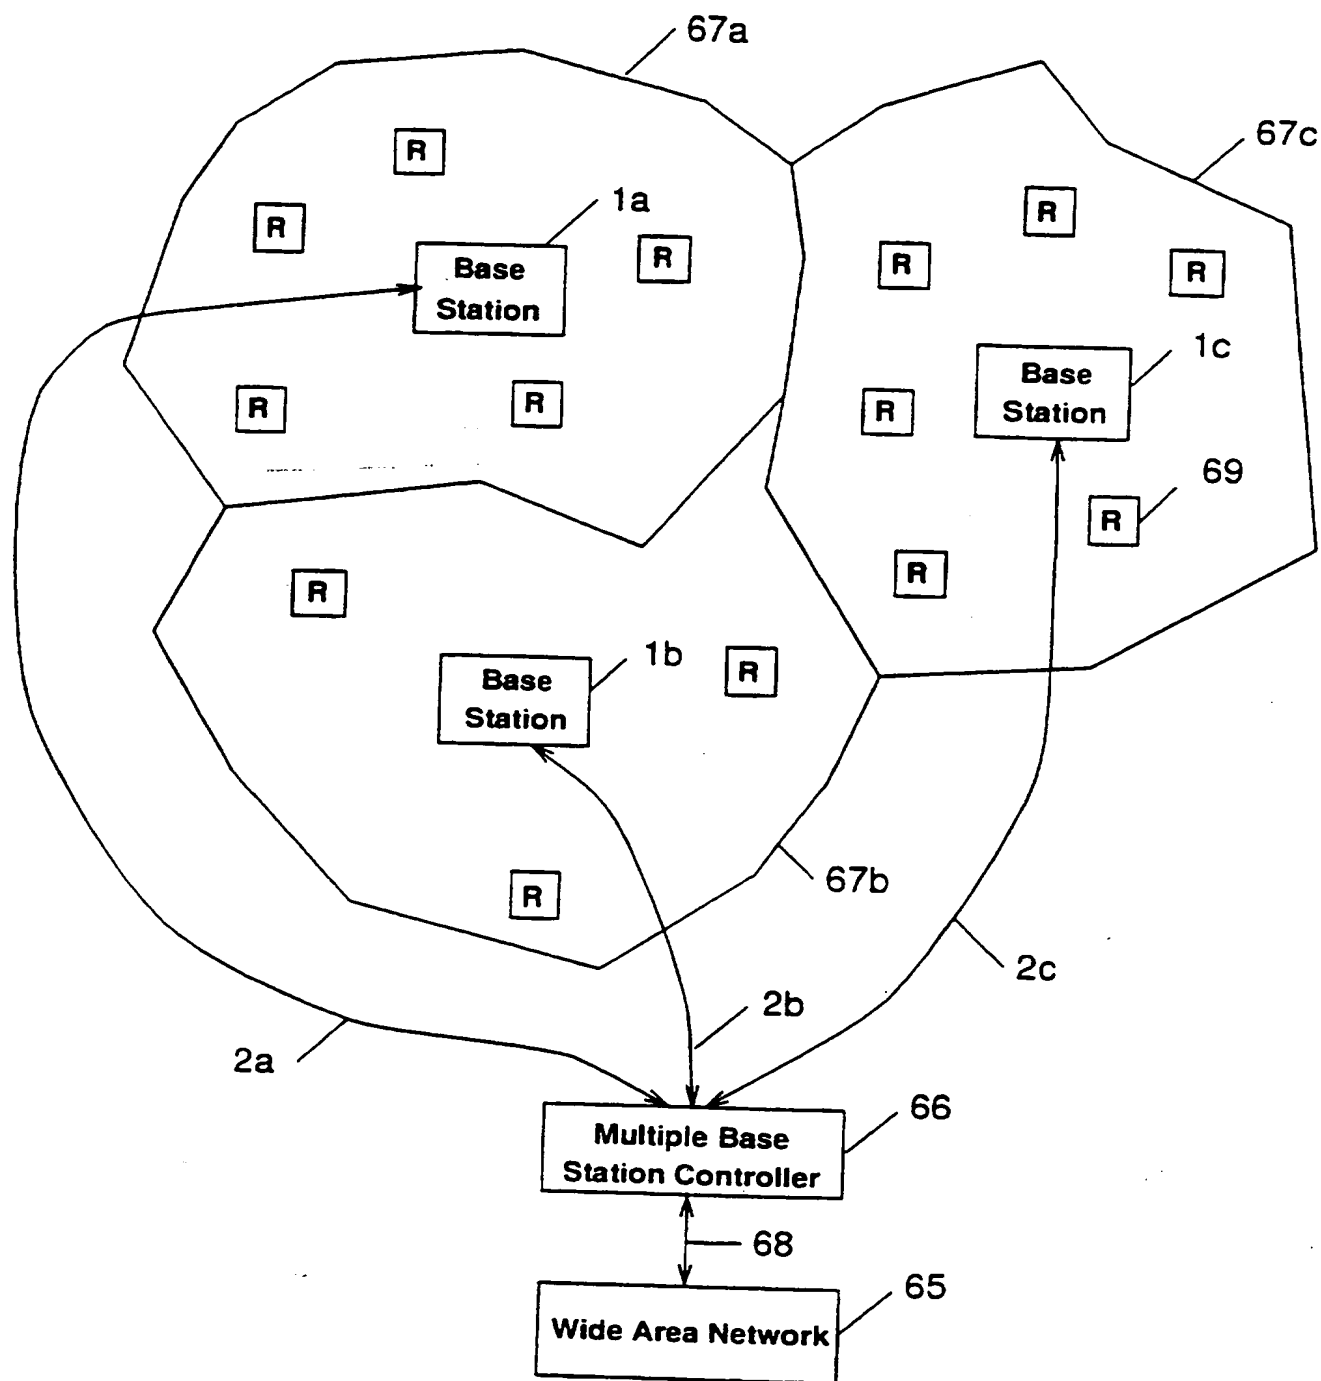 67a
67c
R
1a
R
R
R
R
R
Base
Station
R
1c
Base
Station
R
R
R
69
R
R
R
1b
R
Base
Station
67b
R
2c
2b
2a
66
Multiple Base
Station Controller
68
65
Wide Area Network